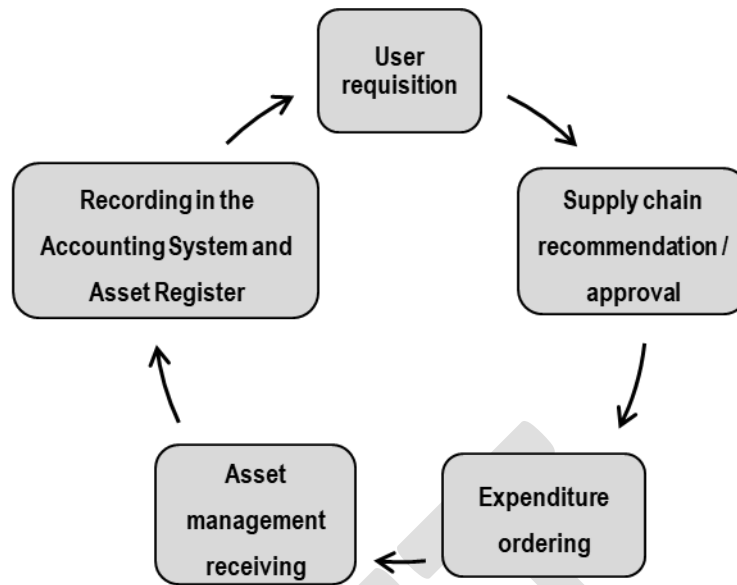 User
requisition
Supply chain
recommendation /
approval
Expenditure
ordering
Asset
management
receiving
Recording in the
Accounting System and
Asset Register